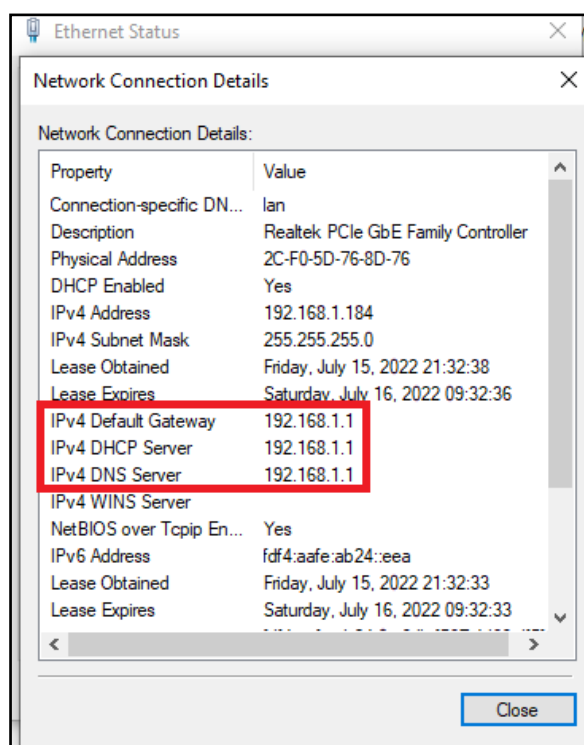 Ethernet Status
Network Connection Details
Network Connection Details:
Property Value
Connection-specific DN... lan
Description Realtek PCIe GbE Family Controller
Physical Address 2C-F0-5D-76-8D-76
DHCP Enabled Yes
IPv4 Address 192.168.1.184
IPv4 Subnet Mask 255.255.255.0
Lease Obtained Friday, July 15, 2022 21:32:38
Lease Expires Saturday, July 16, 2022 09:32:36
IPv4 Default Gateway 192.168.1.1
IPv4 DHCP Server 192.168.1.1
IPv4 DNS Server 192.168.1.1
IPv4 WINS Server
NetBIOS over Tcpip En... Yes
IPv6 Address fdf4:aafe:ab24::eea
Lease Obtained Friday, July 15, 2022 21:32:33
Lease Expires Saturday, July 16, 2022 09:32:33
Close